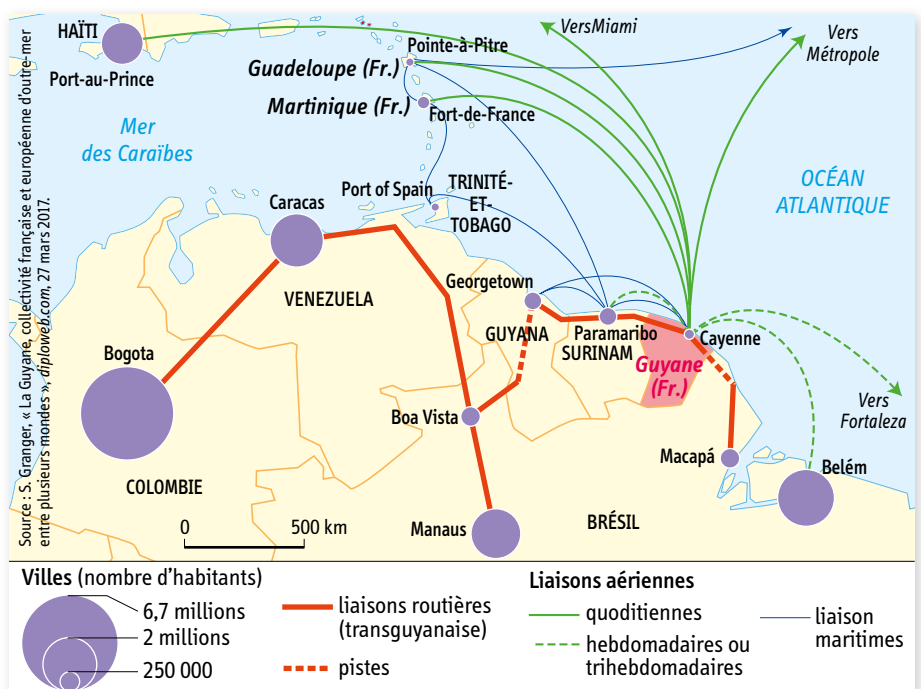 HAÏTI
Port-au-Prince
VersMiami
Vers
Métropole
Pointe-à-Pitre
Guadeloupe (Fr.)
Martinique (Fr.)
Fort-de-France
Mer
des Caraïbes
OCÉAN
ATLANTIQUE
Port of Spain
TRINITÉ-
ET-
TOBAGO
Caracas
VENEZUELA
Georgetown
GUYANA
Paramaribo
SURINAM
Cayenne
Guyane
(Fr.)
Bogota
Boa Vista
Vers
Fortaleza
Macapá
Belém
COLOMBIE
Manaus
BRÉSIL
0 500 km
Source : S. Granger, « La Guyane, collectivité française et européenne d'outre-mer
entre plusieurs mondes », diploweb.com, 27 mars 2017.
Villes (nombre d'habitants)
6,7 millions
2 millions
250 000
liaisons routières
(transguyanaise)
pistes
Liaisons aériennes
quoditiennes
hebdomadaires ou
trihebdomadaires
liaison
maritimes